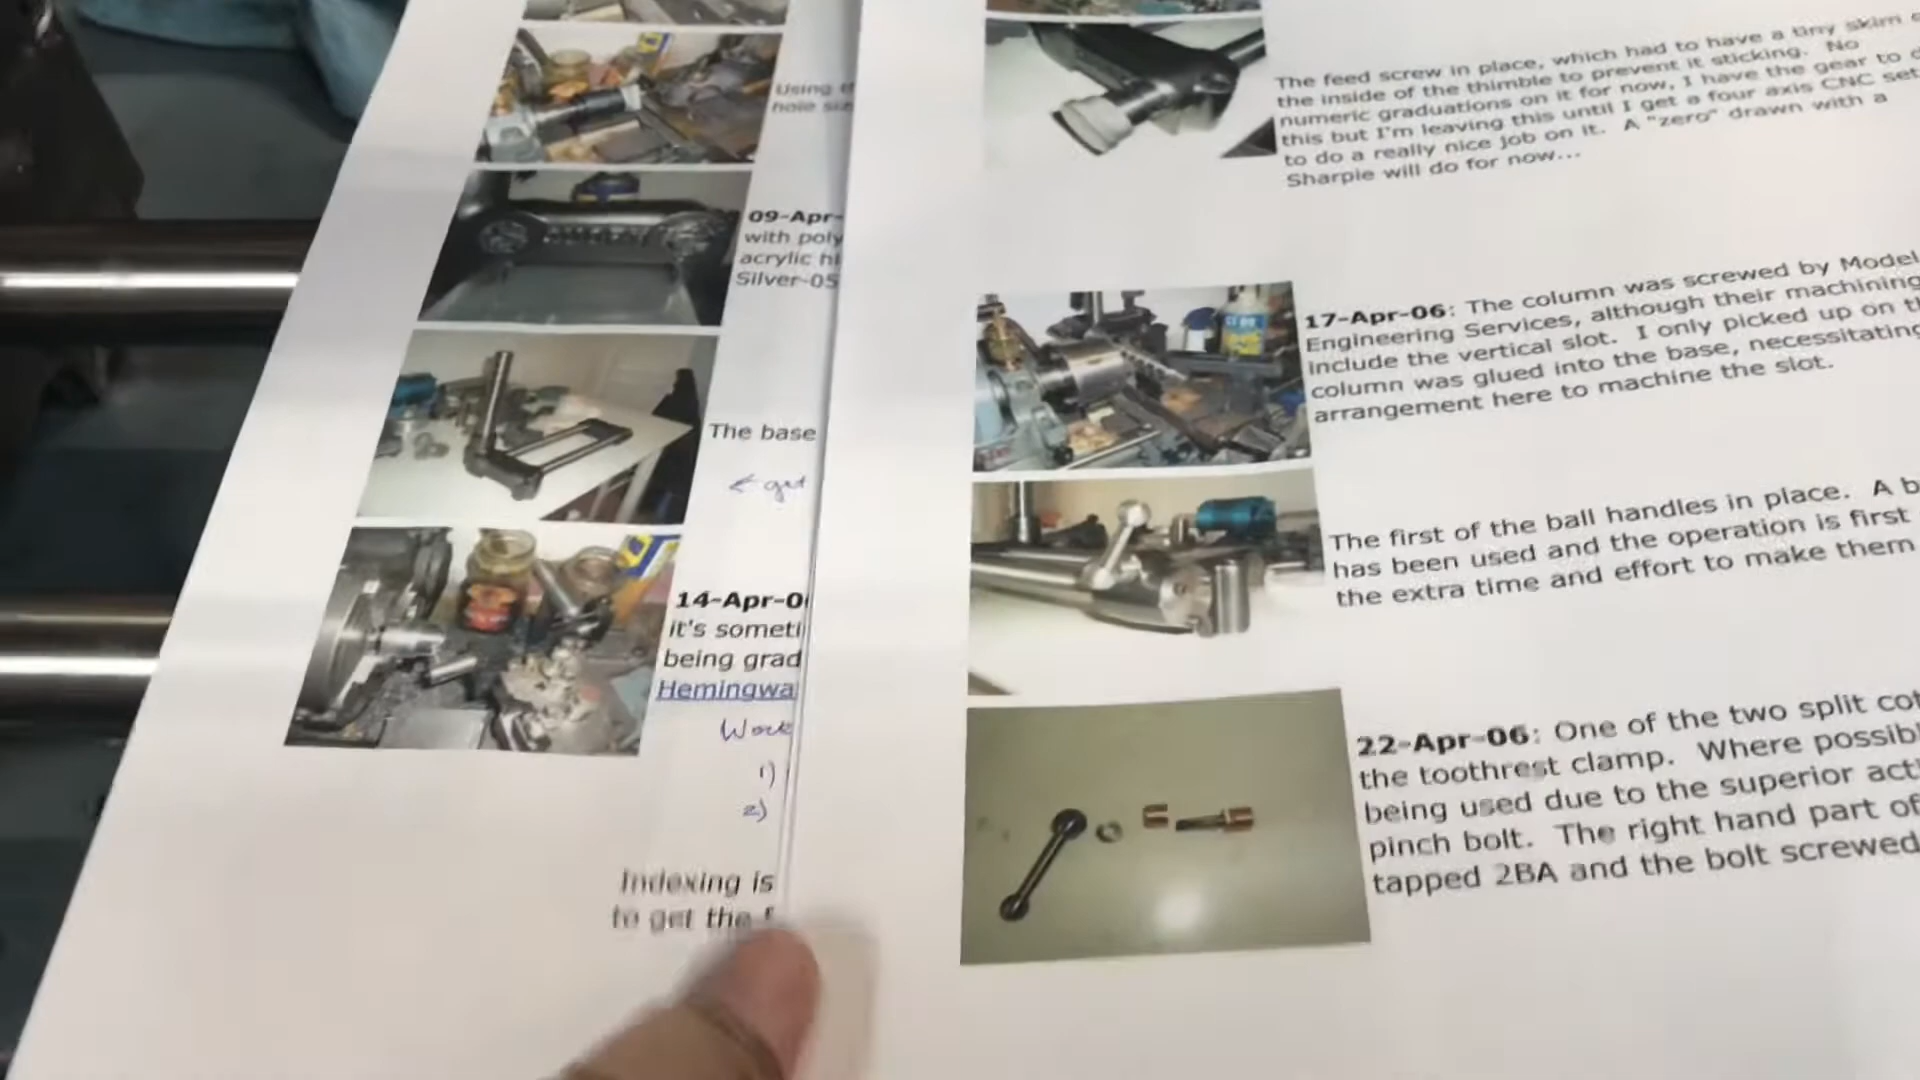 Using
hole
09-Apr-
with poly
acrylic
Silver-05
The base
← get
14-Apr-0
it's
being grad
Hemingwa
Work
1)
2)
Indexing is
to get the
The feed screw in place, which had to have a tiny skim
the inside of the thimble to prevent it sticking. No
numeric graduations on it for now, I have the gear to
this but I'm leaving this until I get a four axis CNC
to do a really nice job on it. A "zero" drawn with a
Sharpie will do for now...
17-Apr-06: The column was screwed by Model
Engineering Services, although their machining
include the vertical slot. I only picked up on
column was glued into the base, necessitating
arrangement here to machine the slot.
The first of the ball handles in place. A
has been used and the operation is first
the extra time and effort to make them
22-Apr-06: One of the two split
the toothrest clamp. Where
being used due to the superior
pinch bolt. The right hand part of
tapped 2BA and the bolt screwed